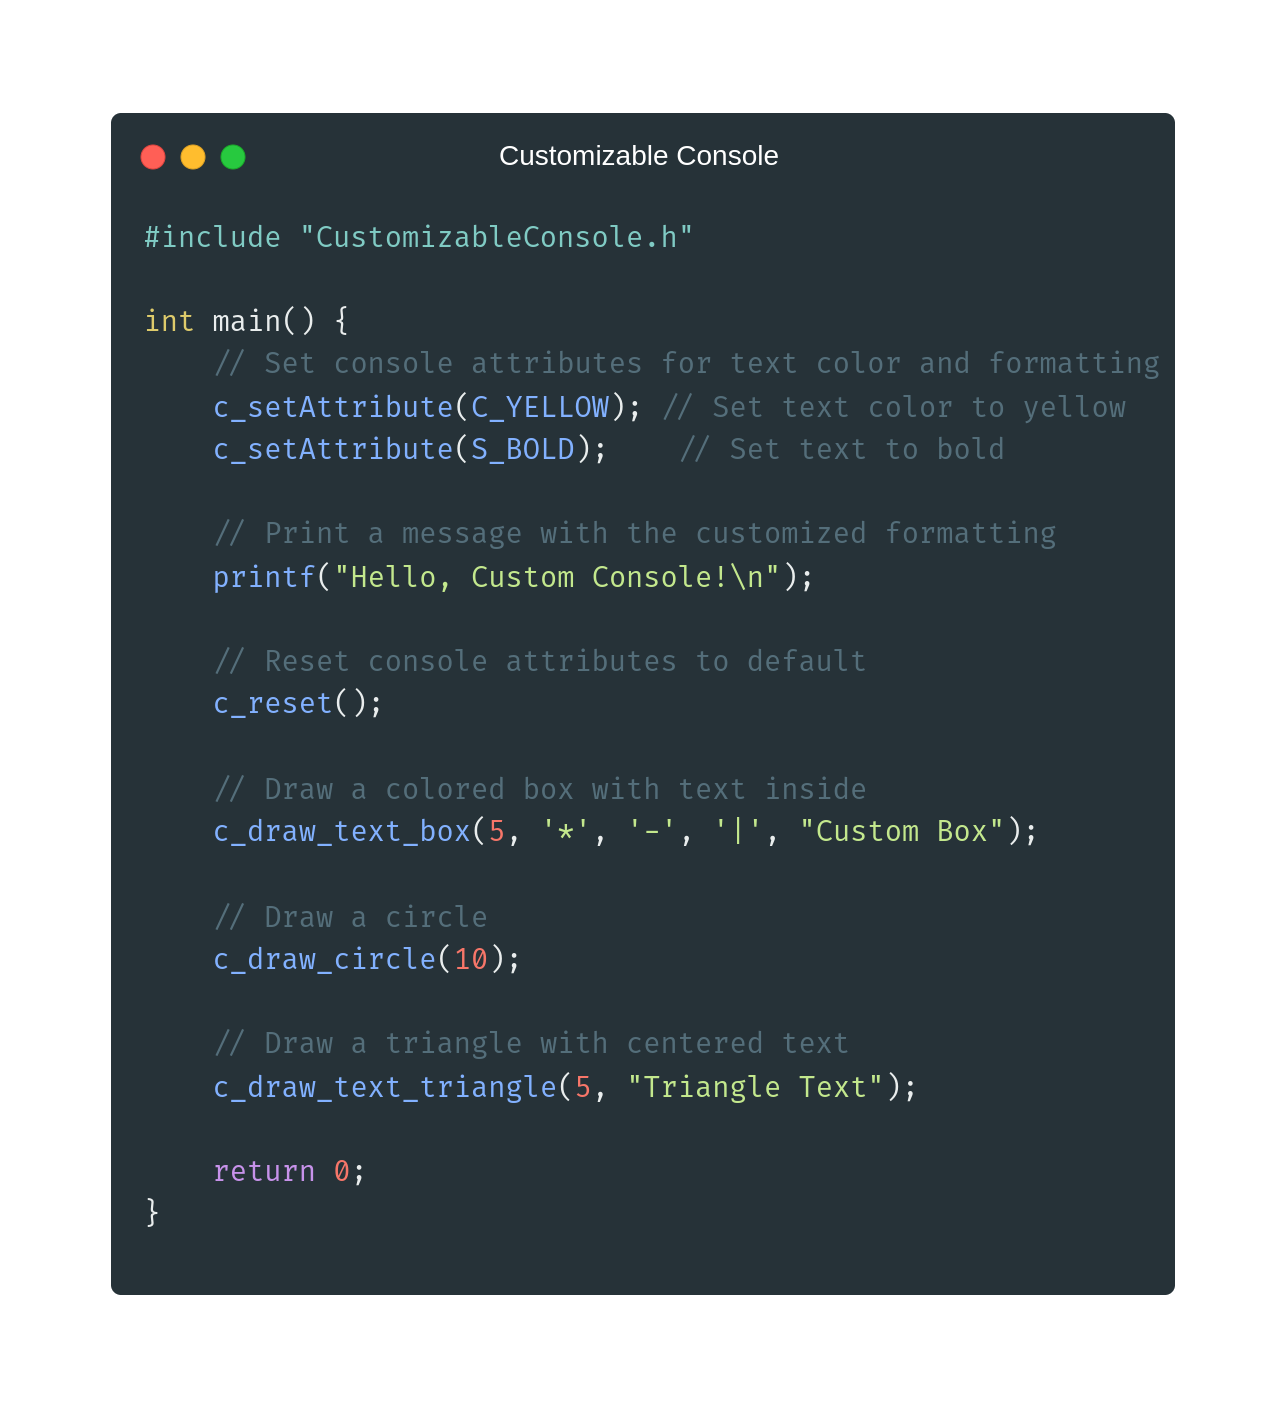 Customizable Console
#include "CustomizableConsole.h"
int main() {
    // Set console attributes for text color and formatting
    c_setAttribute(C_YELLOW); // Set text color to yellow
    c_setAttribute(S_BOLD);    // Set text to bold
    // Print a message with the customized formatting
    printf("Hello, Custom Console!\n");
    // Reset console attributes to default
    c_reset();
    // Draw a colored box with text inside
    c_draw_text_box(5, '*', '-', '|', "Custom Box");
    // Draw a circle
    c_draw_circle(10);
    // Draw a triangle with centered text
    c_draw_text_triangle(5, "Triangle Text");
    return 0;
}